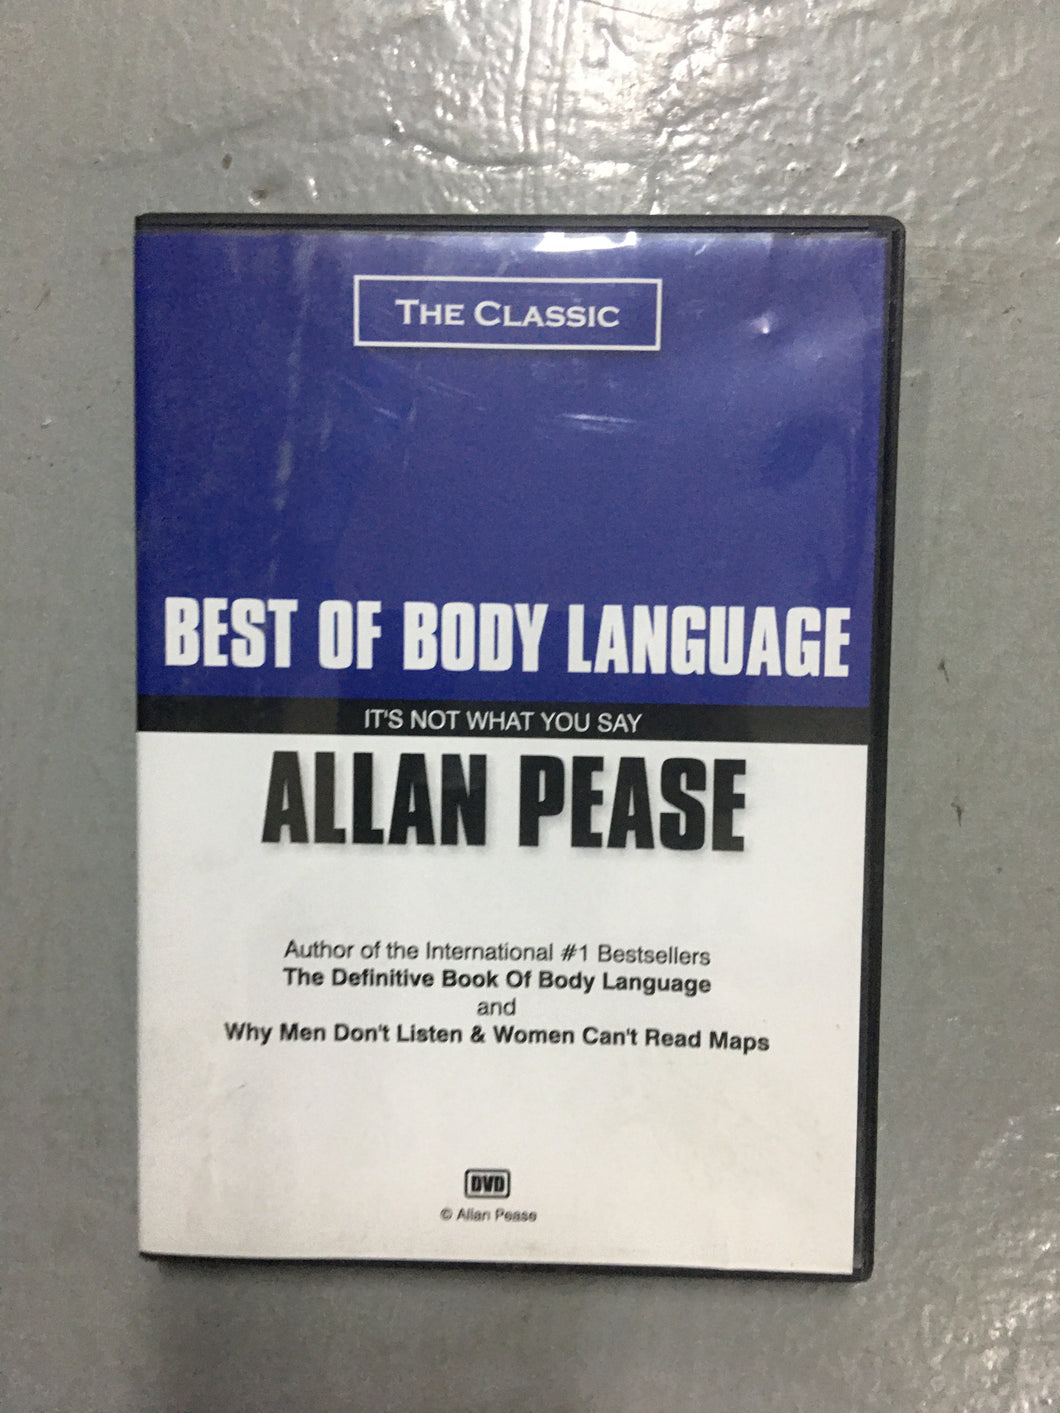 THE CLASSIC
BEST OF BODY LANGUAGE
IT'S NOT WHAT YOU SAY
ALLAN PEASE
Author of the International #1 Bestsellers
The Definitive Book Of Body Language
and
Why Men Don't Listen & Women Can't Read Maps
DVD
© Allan Pease